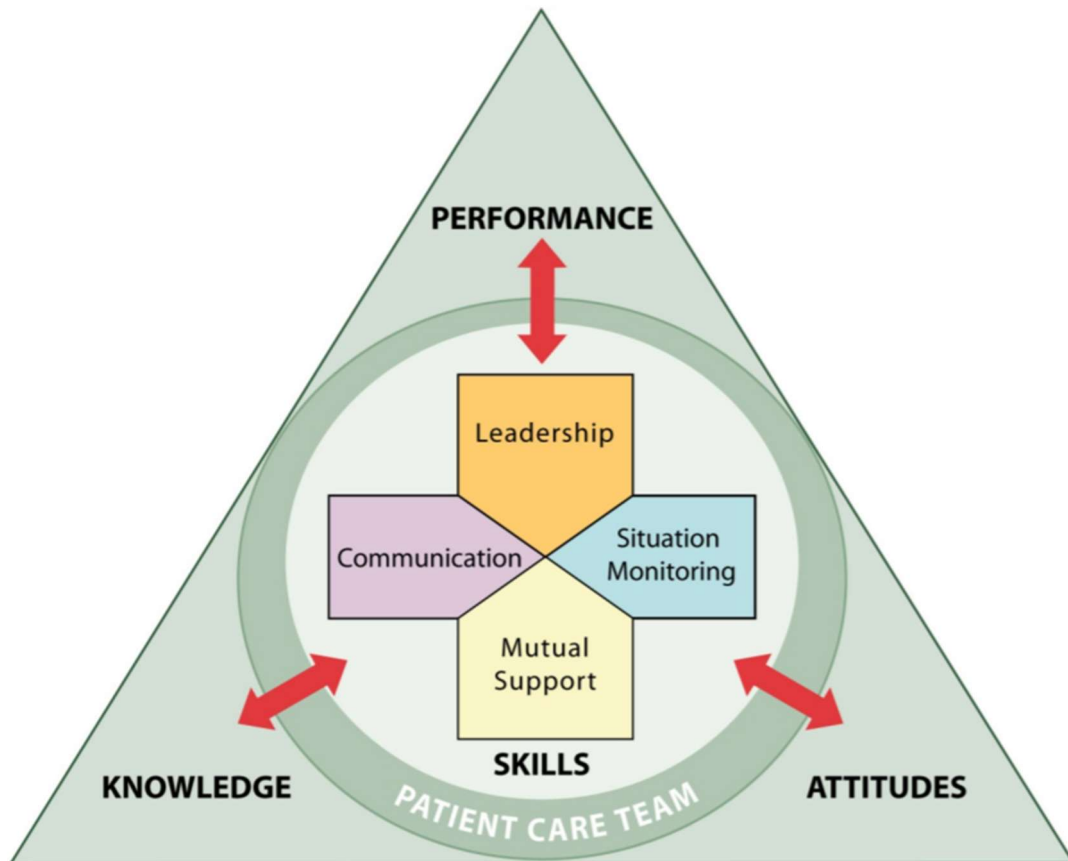 PERFORMANCE
Leadership
Communication
Situation
Monitoring
Mutual
Support
SKILLS
KNOWLEDGE
ATTITUDES
PATIENT CARE TEAM